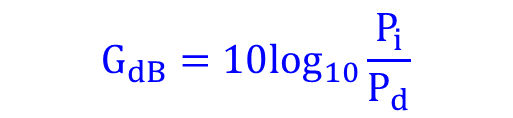 G_dB = 10log_10 P_i/P_d